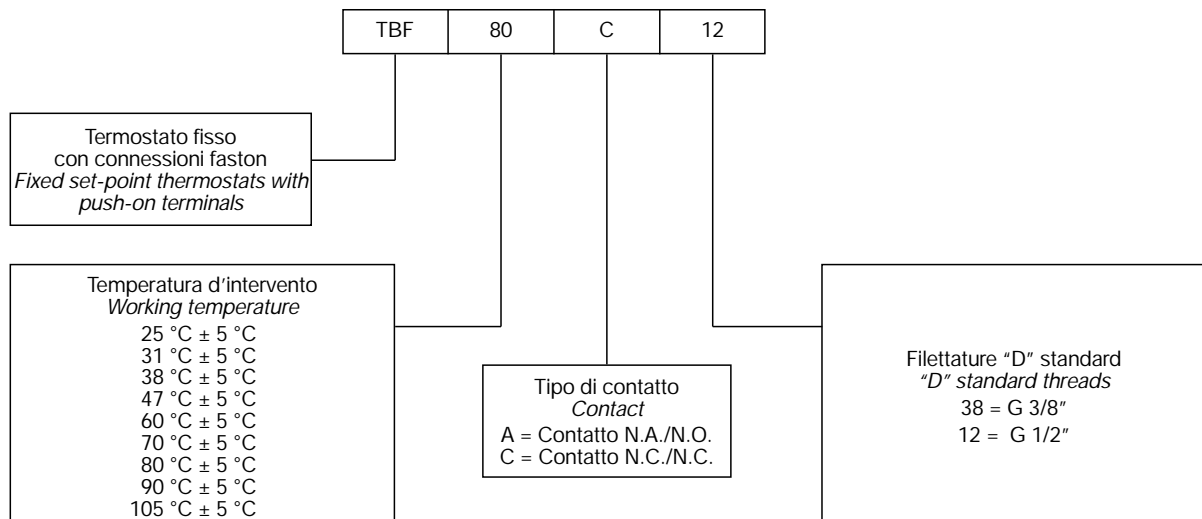 TBF 80 C 12
Termostato fisso
con connessioni faston
Fixed set-point thermostats with
push-on terminals
Temperatura d'intervento
Working temperature
25 °C ± 5 °C
31 °C ± 5 °C
38 °C ± 5 °C
47 °C ± 5 °C
60 °C ± 5 °C
70 °C ± 5 °C
80 °C ± 5 °C
90 °C ± 5 °C
105 °C ± 5 °C
Tipo di contatto
Contact
A = Contatto N.A./N.O.
C = Contatto N.C./N.C.
Filettature "D" standard
"D" standard threads
38 = G 3/8"
12 = G 1/2"